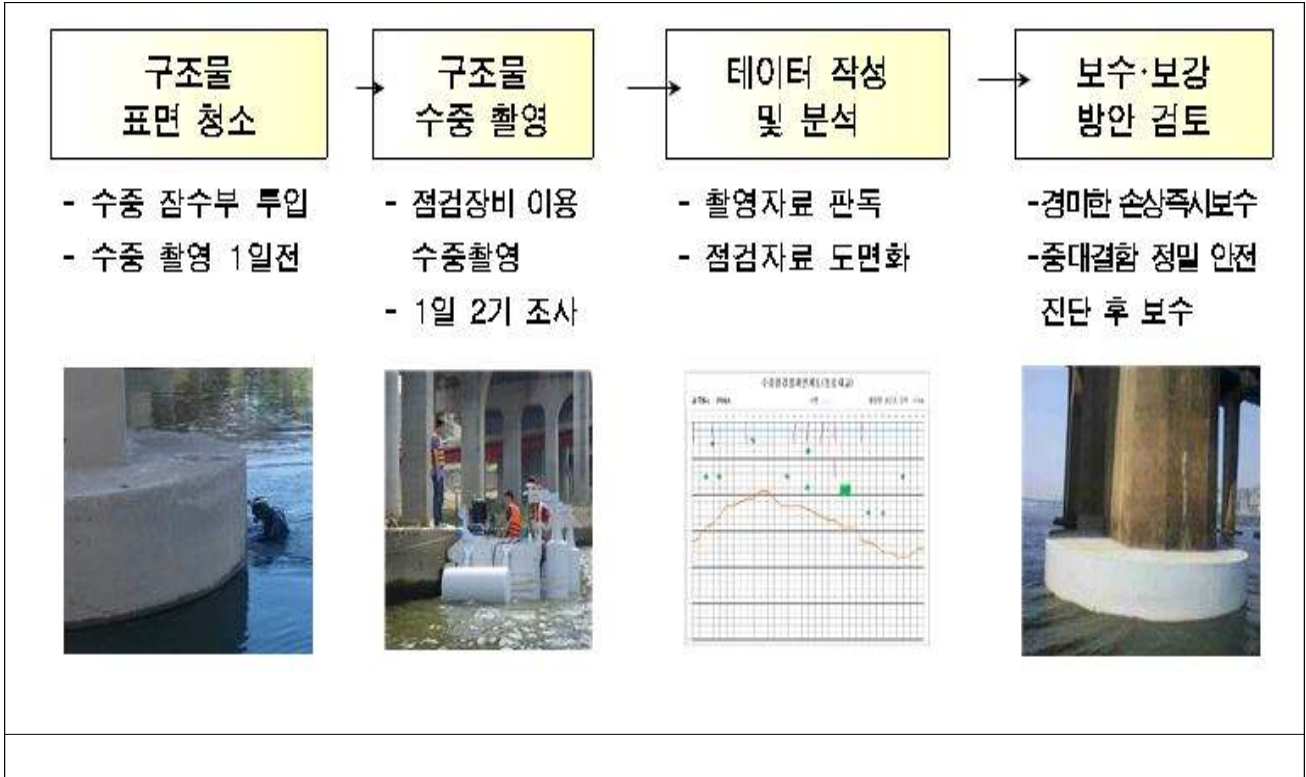 구조물
표면 청소
구조물
수중 촬영
테이터 작성
및 분석
보수·보강
방안 검토
- 수중 잠수부 투입
- 수중 촬영 1일전
- 점검장비 이용
수중촬영
- 1일 2기 조사
- 촬영자료 판독
- 점검자료 도면화
-경미한 손상즉시보수
-중대결함 정밀 안전
진단 후 보수